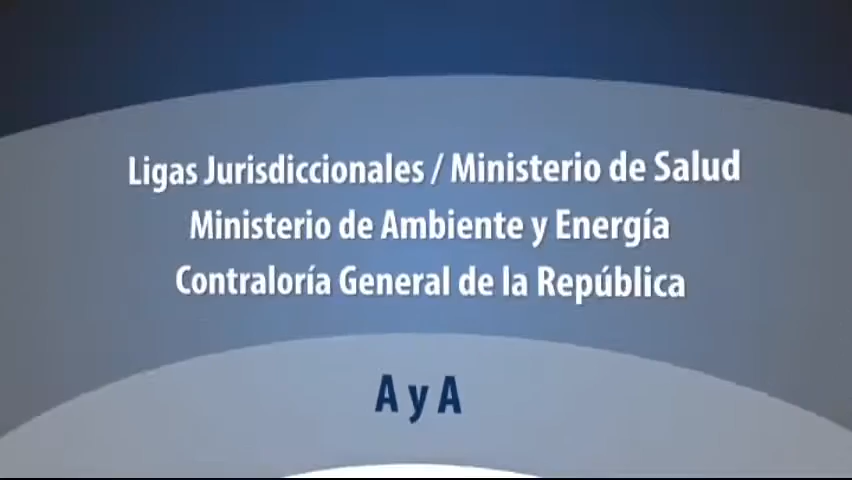 Ligas Jurisdiccionales / Ministerio de Salud
Ministerio de Ambiente y Energía
Contraloría General de la República
A y A